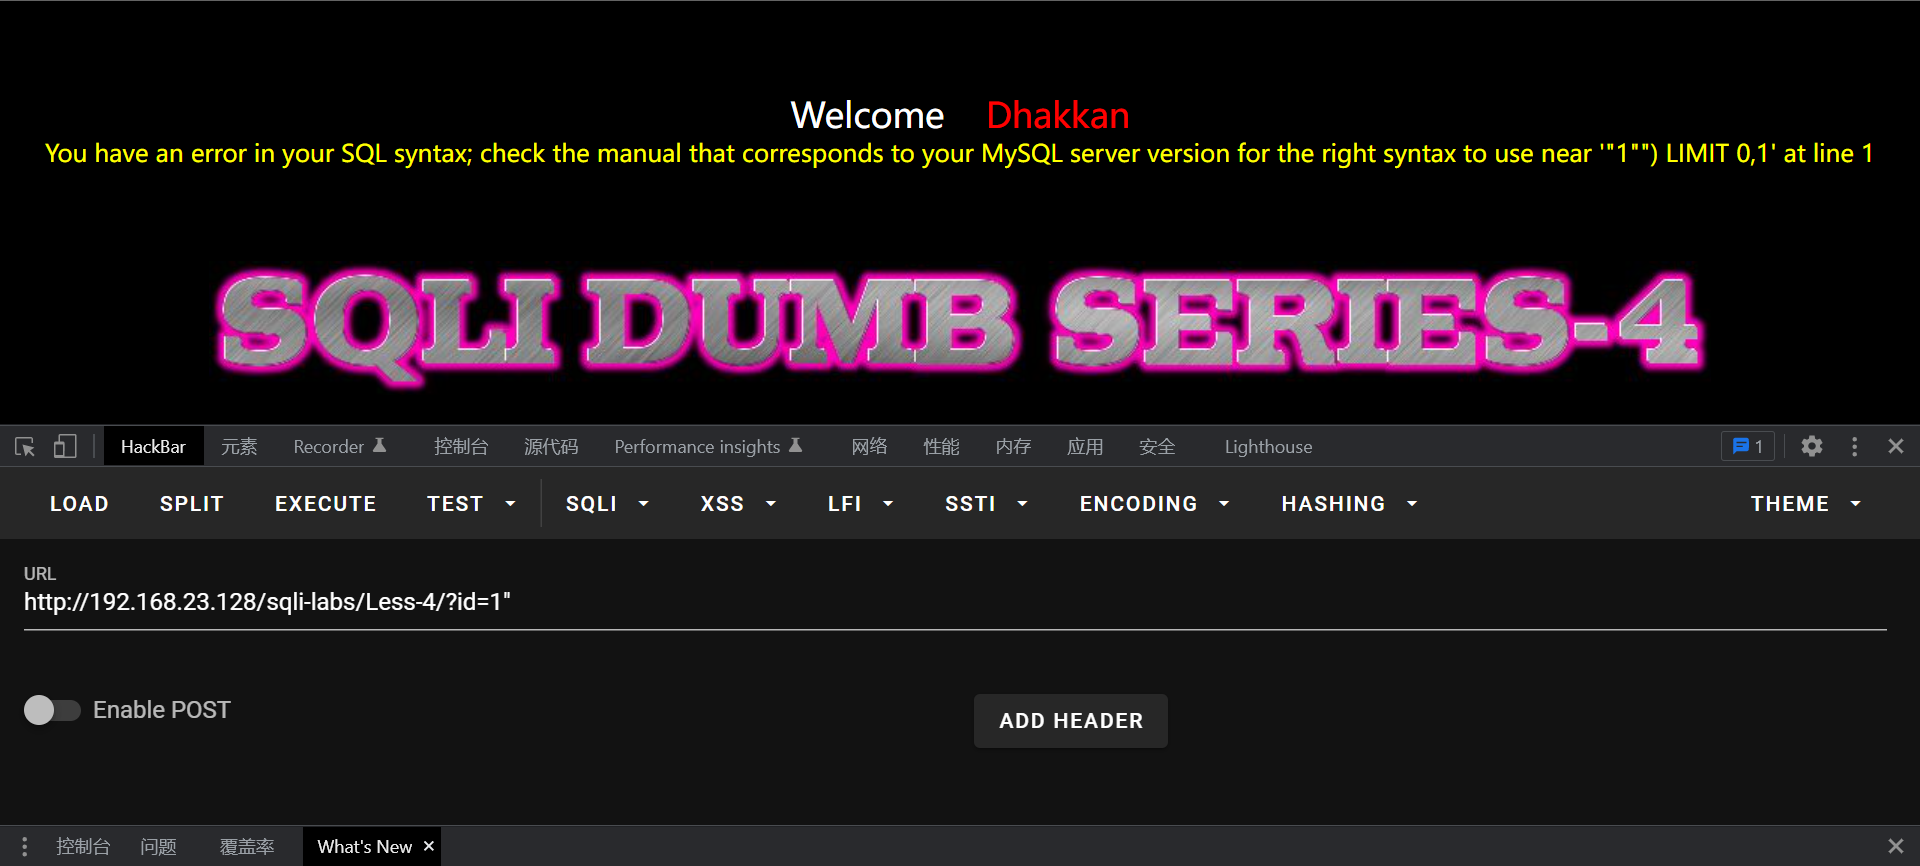 Welcome Dhakkan
You have an error in your SQL syntax; check the manual that corresponds to your MySQL server version for the right syntax to use near '"1"") LIMIT 0,1' at line 1
SQLI DUMB SERIES-4
HackBar 元素 Recorder 控制台 源代码 Performance insights 网络 性能 内存 应用 安全 Lighthouse 1
LOAD SPLIT EXECUTE TEST SQLI XSS LFI SSTI ENCODING HASHING THEME
URL
http://192.168.23.128/sqli-labs/Less-4/?id=1"
Enable POST ADD HEADER
控制台 问题 覆盖率 What's New